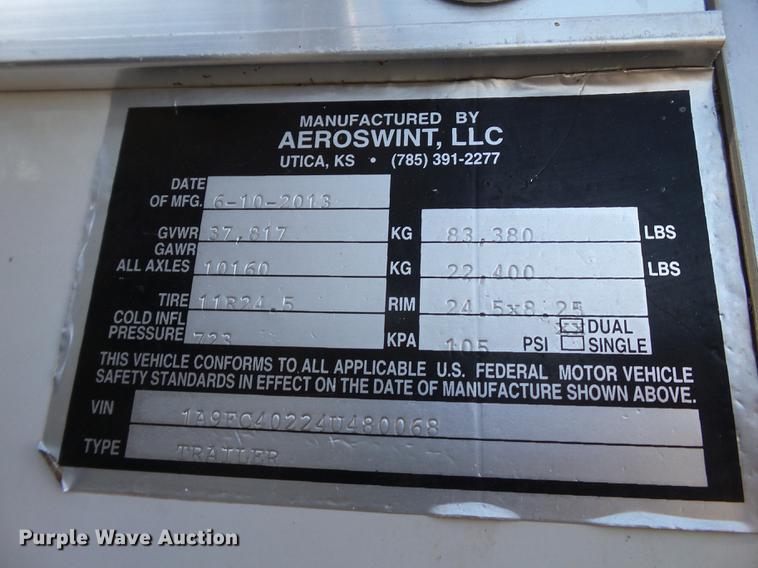 MANUFACTURED BY
AEROSWINT, LLC
UTICA, KS • (785) 391-2277
DATE OF MFG. 6-10-2013
GVWR 37,817 KG 83,380 LBS
GAWR ALL AXLES 10160 KG 22,400 LBS
TIRE 11R24.5 RIM 24.5x8.25
COLD INFL PRESSURE 723 KPA 105 PSI XX DUAL
SINGLE
THIS VEHICLE CONFORMS TO ALL APPLICABLE U.S. FEDERAL MOTOR VEHICLE
SAFETY STANDARDS IN EFFECT ON THE DATE OF MANUFACTURE SHOWN ABOVE.
VIN 1A9FC40224U480068
TYPE TRAILER
Purple Wave Auction